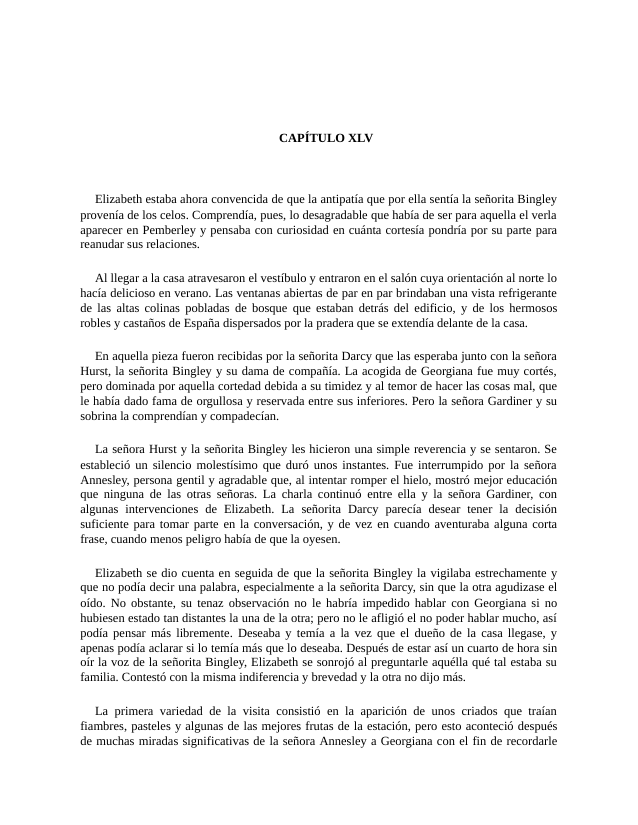 CAPÍTULO XLV
Elizabeth estaba ahora convencida de que la antipatía que por ella sentía la señorita Bingley
provenía de los celos. Comprendía, pues, lo desagradable que había de ser para aquella el verla
aparecer en Pemberley y pensaba con curiosidad en cuánta cortesía pondría por su parte para
reanudar sus relaciones.
Al llegar a la casa atravesaron el vestíbulo y entraron en el salón cuya orientación al norte lo
hacía delicioso en verano. Las ventanas abiertas de par en par brindaban una vista refrigerante
de las altas colinas pobladas de bosque que estaban detrás del edificio, y de los hermosos
robles y castaños de España dispersados por la pradera que se extendía delante de la casa.
En aquella pieza fueron recibidas por la señorita Darcy que las esperaba junto con la señora
Hurst, la señorita Bingley y su dama de compañía. La acogida de Georgiana fue muy cortés,
pero dominada por aquella cortedad debida a su timidez y al temor de hacer las cosas mal, que
le había dado fama de orgullosa y reservada entre sus inferiores. Pero la señora Gardiner y su
sobrina la comprendían y compadecían.
La señora Hurst y la señorita Bingley les hicieron una simple reverencia y se sentaron. Se
estableció un silencio molestísimo que duró unos instantes. Fue interrumpido por la señora
Annesley, persona gentil y agradable que, al intentar romper el hielo, mostró mejor educación
que ninguna de las otras señoras. La charla continuó entre ella y la señora Gardiner, con
algunas intervenciones de Elizabeth. La señorita Darcy parecía desear tener la decisión
suficiente para tomar parte en la conversación, y de vez en cuando aventuraba alguna corta
frase, cuando menos peligro había de que la oyesen.
Elizabeth se dio cuenta en seguida de que la señorita Bingley la vigilaba estrechamente y
que no podía decir una palabra, especialmente a la señorita Darcy, sin que la otra agudizase el
oído. No obstante, su tenaz observación no le habría impedido hablar con Georgiana si no
hubiesen estado tan distantes la una de la otra; pero no le afligió el no poder hablar mucho, así
podía pensar más libremente. Deseaba y temía a la vez que el dueño de la casa llegase, y
apenas podía aclarar si lo temía más que lo deseaba. Después de estar así un cuarto de hora sin
oír la voz de la señorita Bingley, Elizabeth se sonrojó al preguntarle aquélla qué tal estaba su
familia. Contestó con la misma indiferencia y brevedad y la otra no dijo más.
La primera variedad de la visita consistió en la aparición de unos criados que traían
fiambres, pasteles y algunas de las mejores frutas de la estación, pero esto aconteció después
de muchas miradas significativas de la señora Annesley a Georgiana con el fin de recordarle